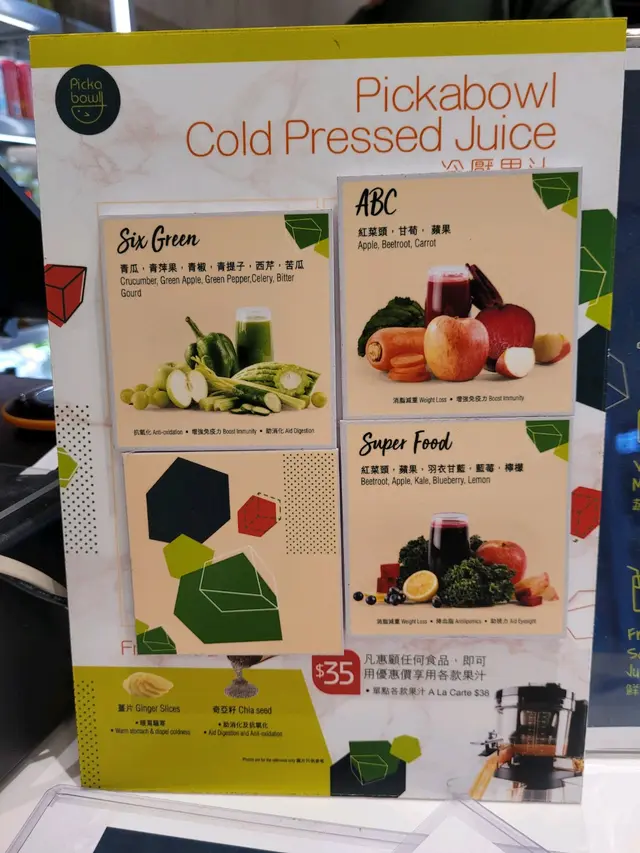 Picka
bowl
Pickabowl
Cold Pressed Juice
冷壓果汁
Six Green
青瓜，青萍果，青椒，青提子，西芹，苦瓜
Crucumber, Green Apple, Green Pepper,Celery, Bitter
Gourd
抗氧化 Anti-oxidation • 增強免疫力 Boost Immunity • 助消化 Aid Digestion
ABC
紅菜頭，甘荀，蘋果
Apple, Beetroot, Carrot
消脂減重 Weight Loss • 增強免疫力 Boost Immunity
Super Food
紅菜頭，蘋果，羽衣甘藍，藍莓，檸檬
Beetroot, Apple, Kale, Blueberry, Lemon
消脂減重 Weight Loss • 降血脂 Antilipemics • 助視力 Aid Eyesight
Fr
薑片 Ginger Slices
• 暖胃驅寒
• Warm stomach & dispel coldness
奇亞籽 Chia seed
• 助消化及抗氧化
• Aid Digestion and Anti-oxidation
$35
凡惠顧任何食品，即可
用優惠價享用各款果汁
• 單點各款果汁 A La Carte $38